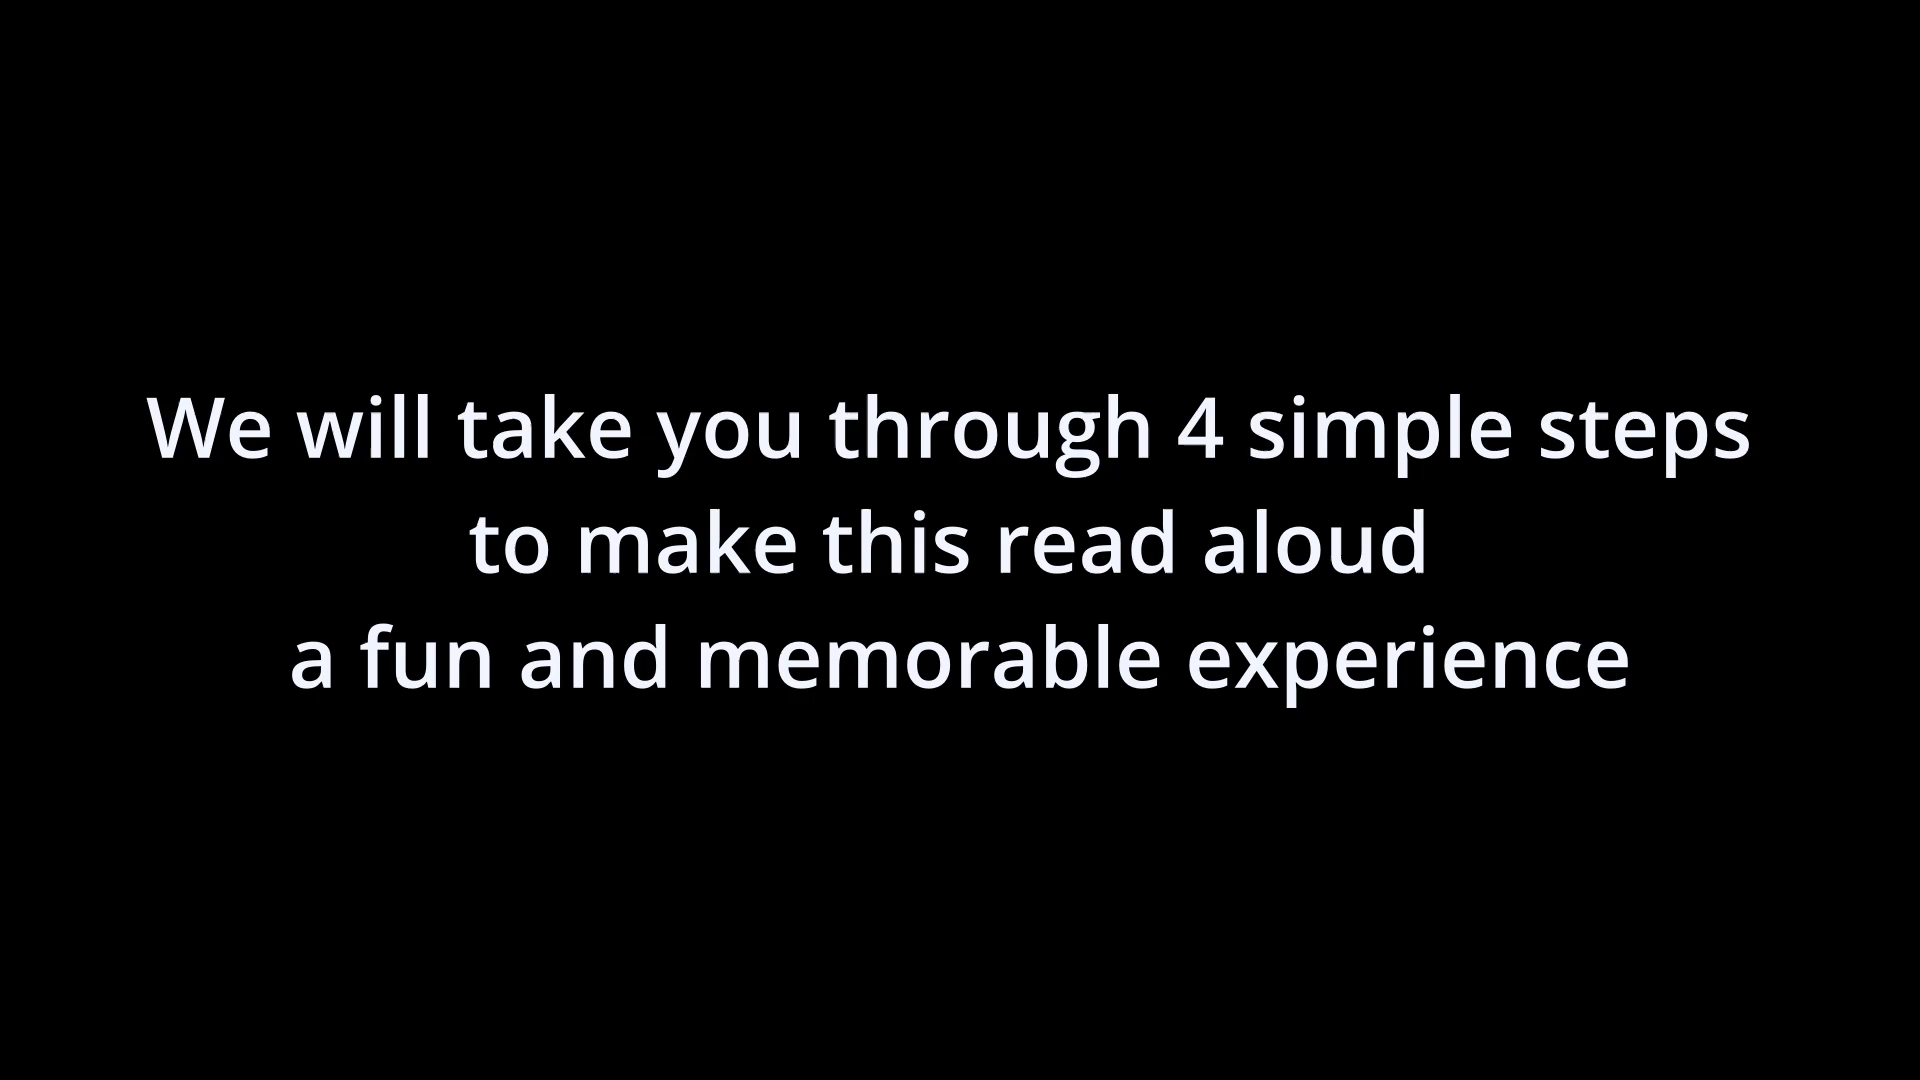 We will take you through 4 simple steps
to make this read aloud
a fun and memorable experience